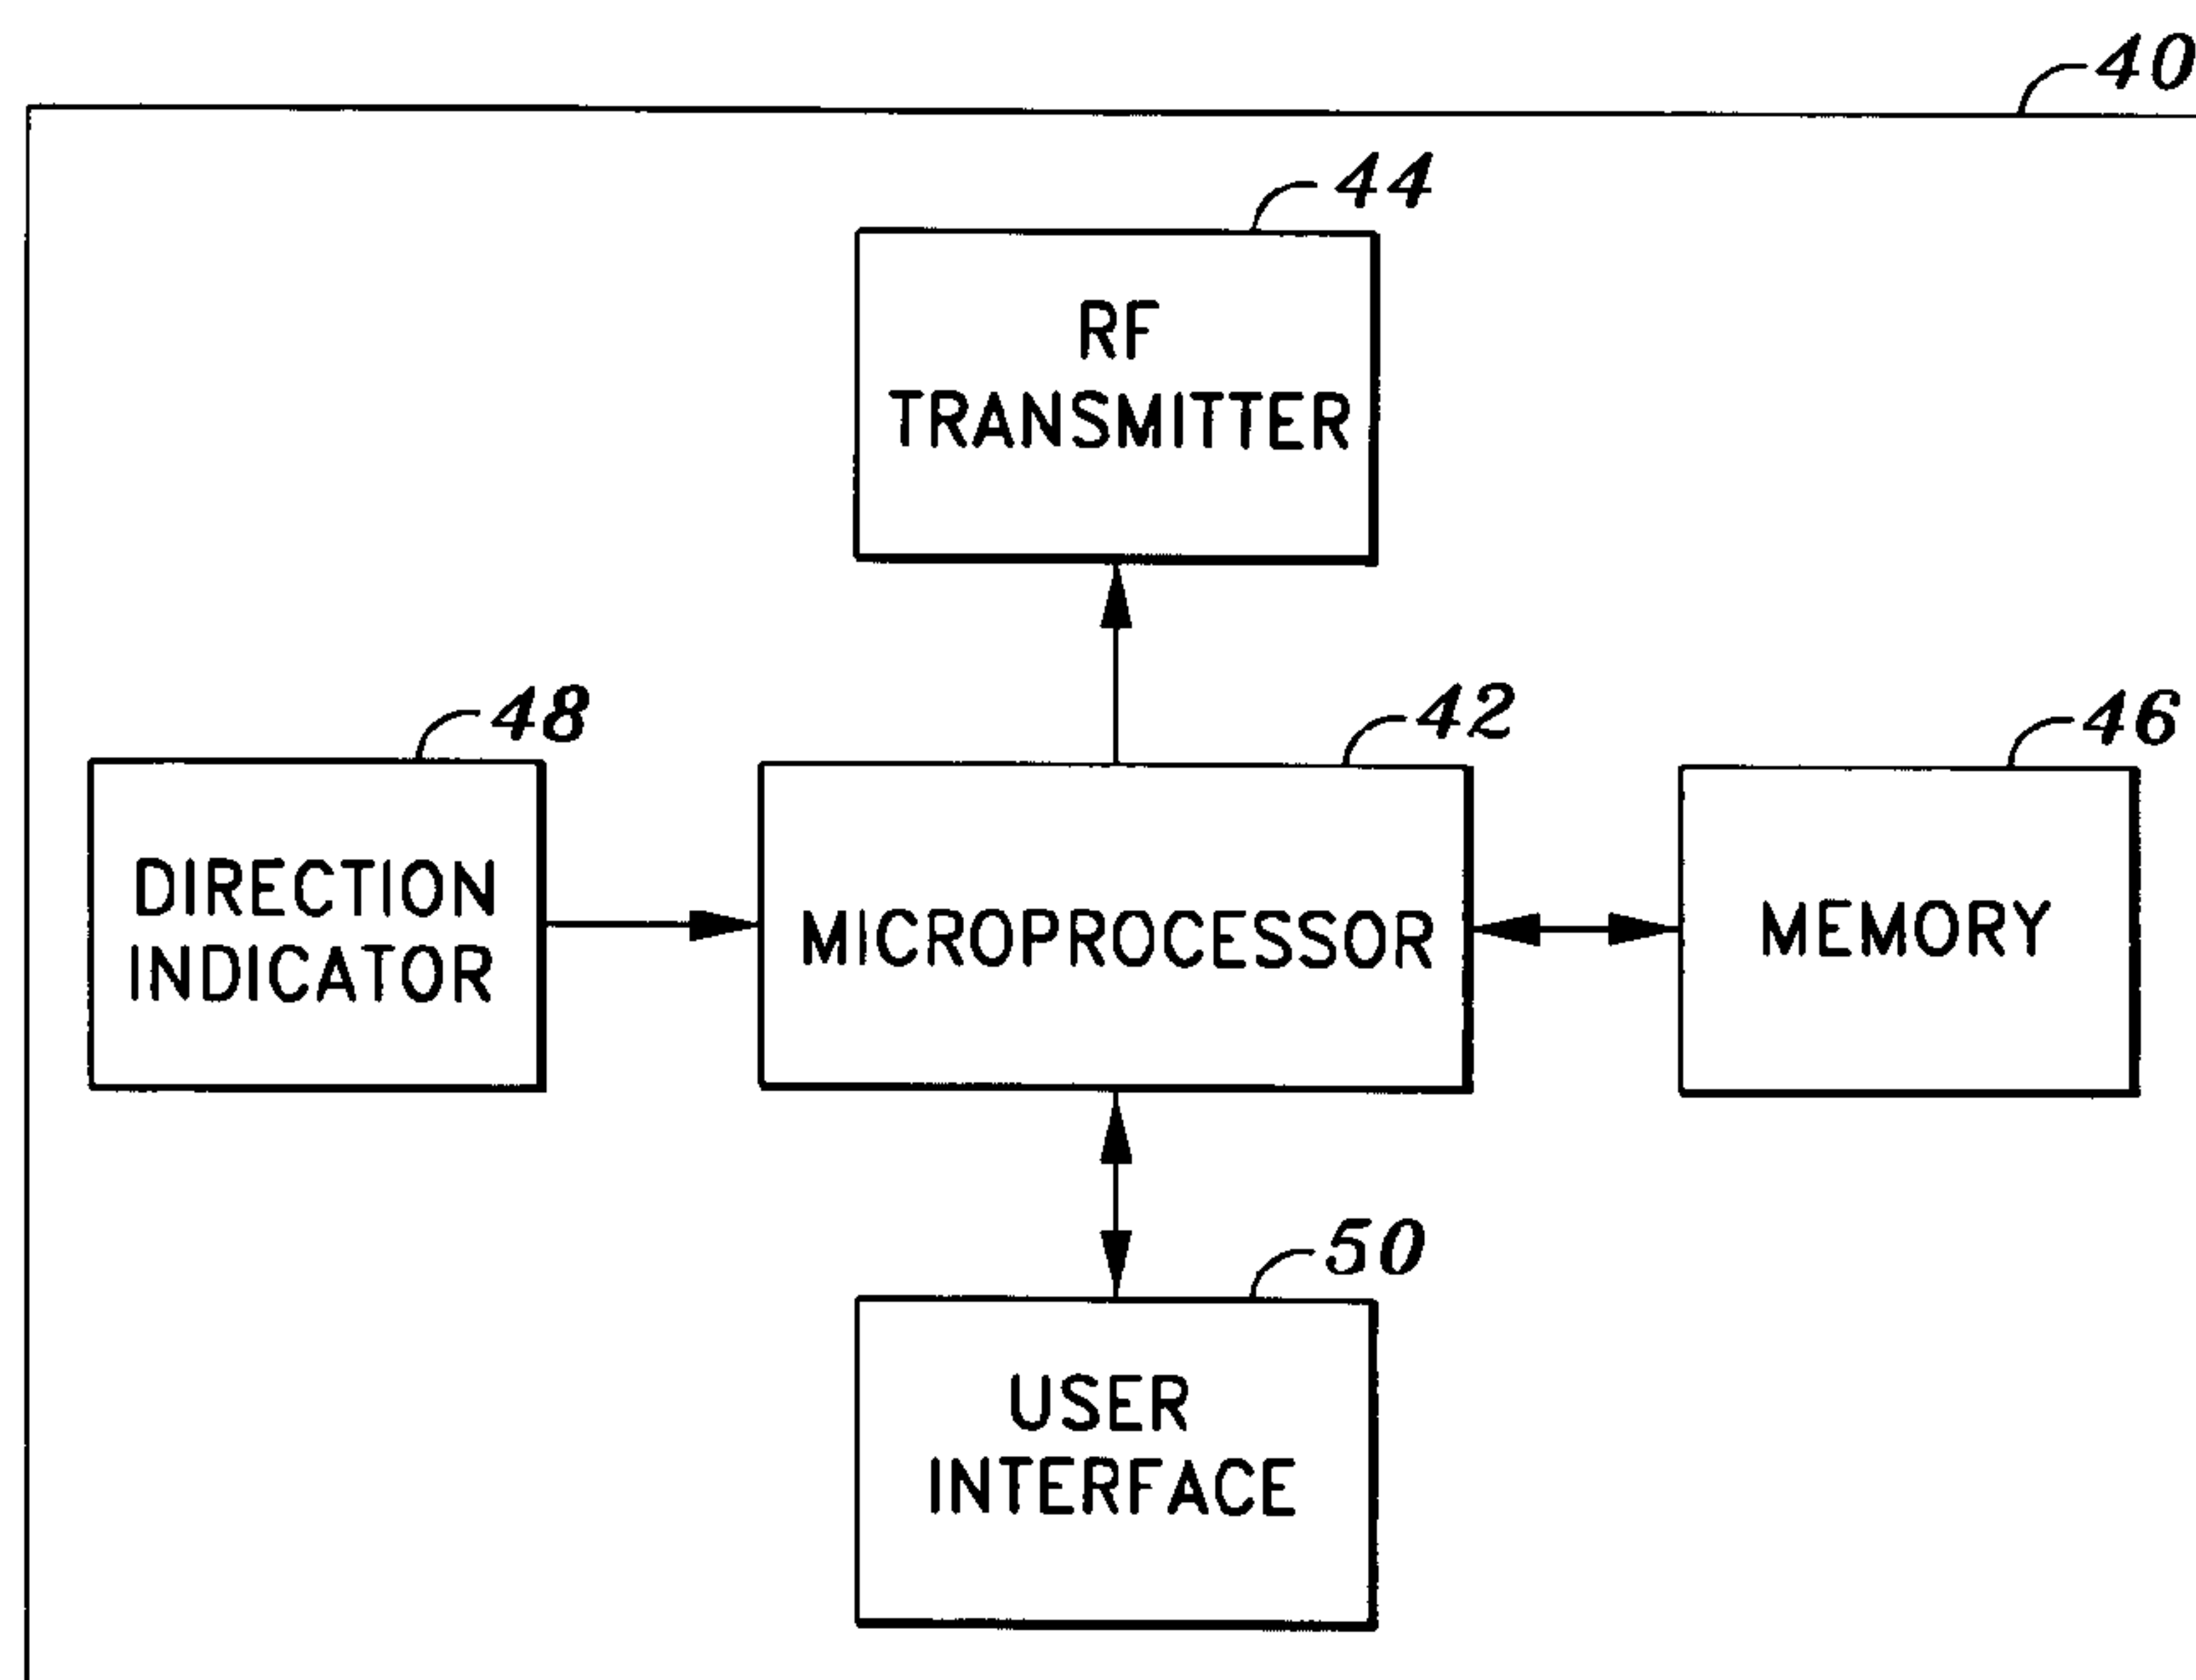 40
44
RF
TRANSMITTER
48
42
46
DIRECTION
INDICATOR
MICROPROCESSOR
MEMORY
50
USER
INTERFACE